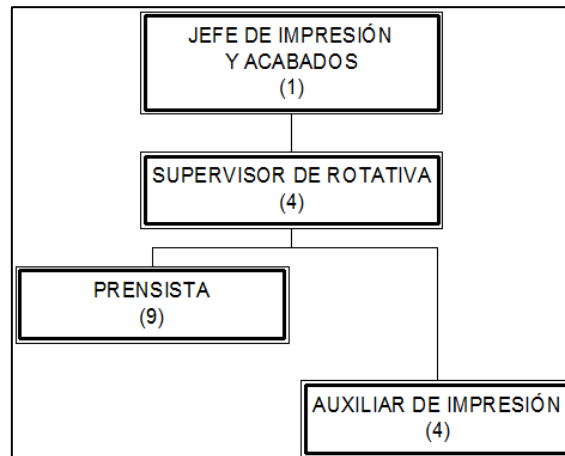 JEFE DE IMPRESIÓN
Y ACABADOS
(1)
SUPERVISOR DE ROTATIVA
(4)
PRENSISTA
(9)
AUXILIAR DE IMPRESIÓN
(4)